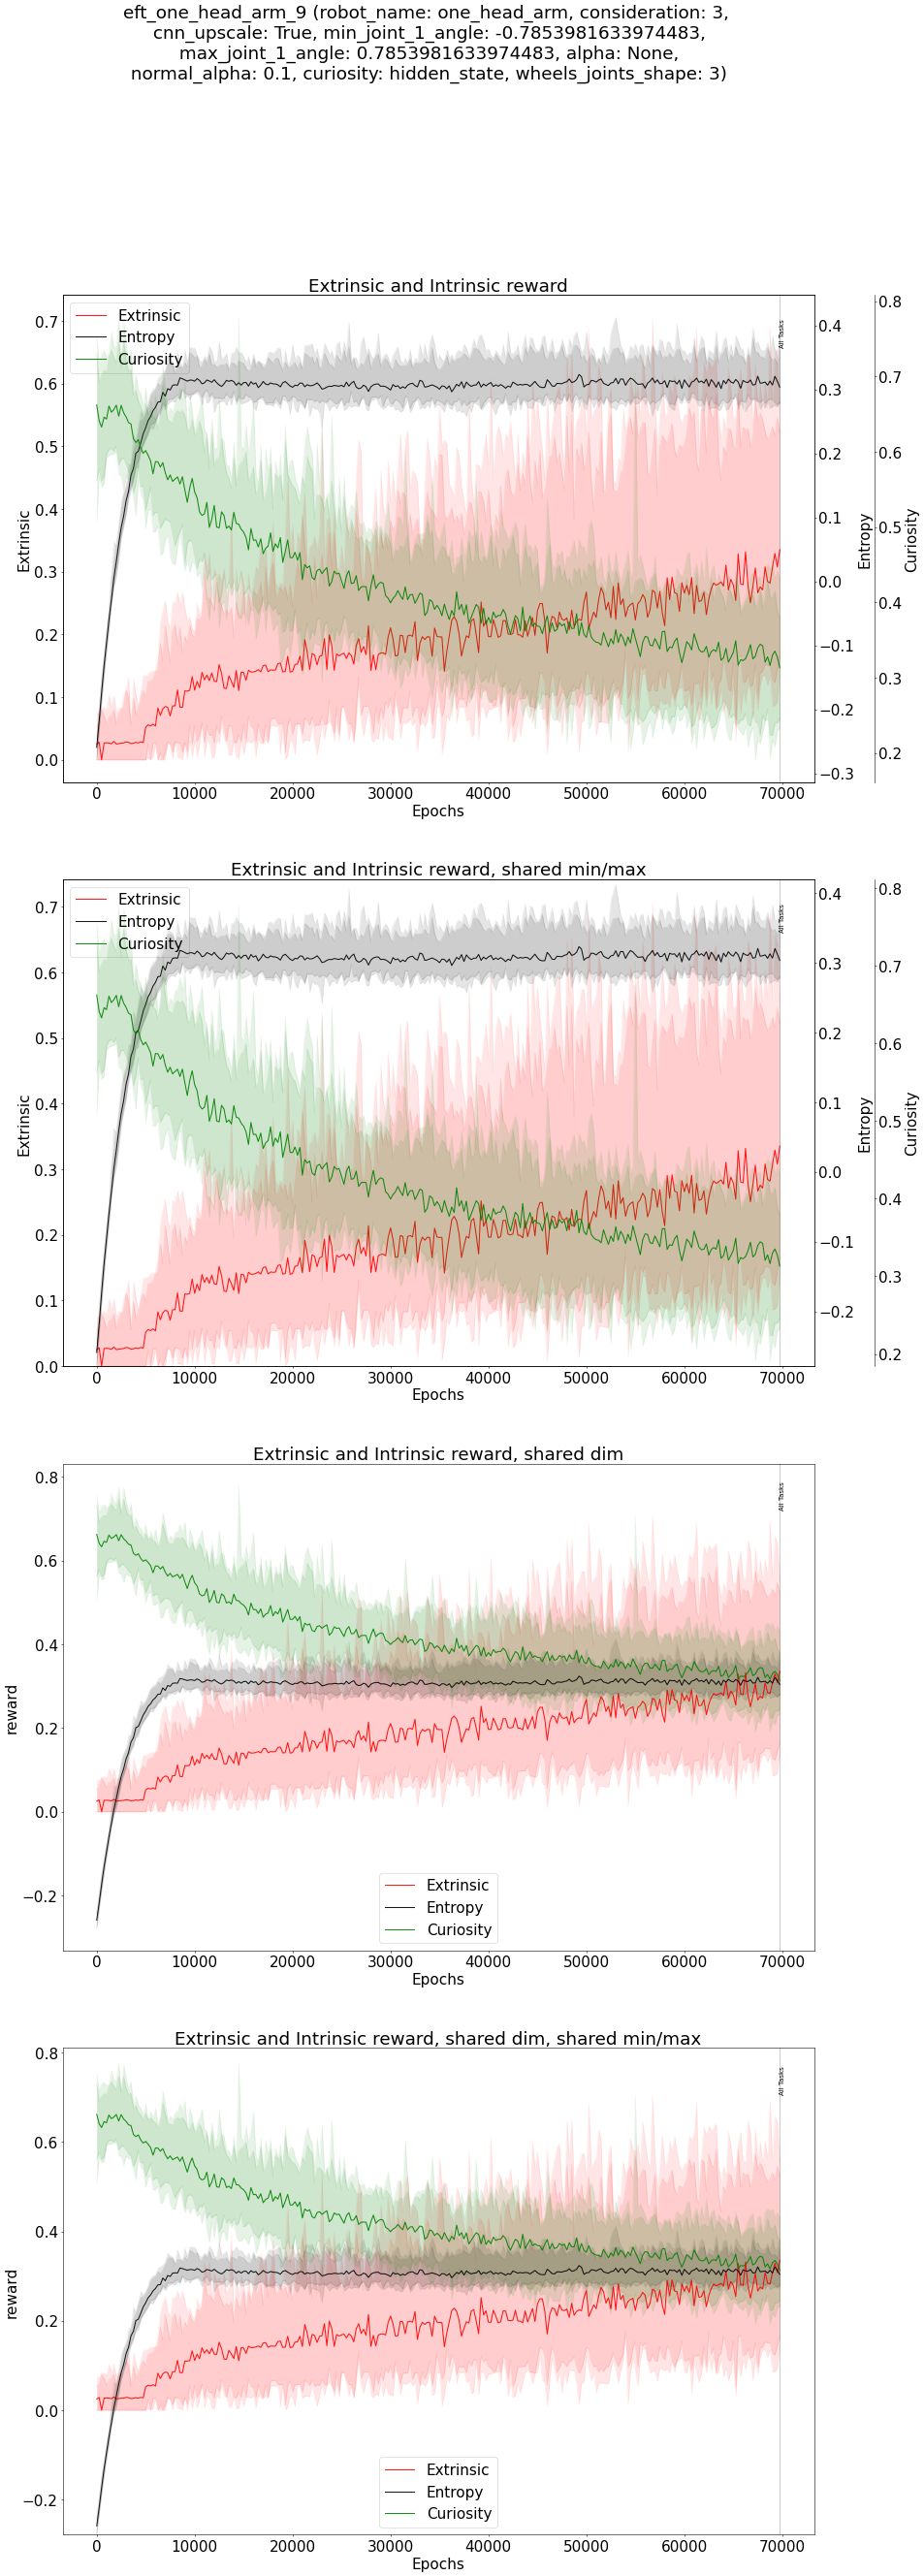 eft_one_head_arm_9 (robot_name: one_head_arm, consideration: 3,
cnn_upscale: True, min_joint_1_angle: -0.7853981633974483,
max_joint_1_angle: 0.7853981633974483, alpha: None,
normal_alpha: 0.1, curiosity: hidden_state, wheels_joints_shape: 3)
Extrinsic and Intrinsic reward
Extrinsic
Entropy
Curiosity
All Tasks
0.7
0.6
0.5
0.4
0.3
0.2
0.1
0.0
Extrinsic
0.4
0.3
0.2
0.1
0.0
−0.1
−0.2
−0.3
Entropy
0.8
0.7
0.6
0.5
0.4
0.3
0.2
Curiosity
0 10000 20000 30000 40000 50000 60000 70000
Epochs
Extrinsic and Intrinsic reward, shared min/max
Extrinsic
Entropy
Curiosity
All Tasks
0.7
0.6
0.5
0.4
0.3
0.2
0.1
0.0
Extrinsic
0.4
0.3
0.2
0.1
0.0
−0.1
−0.2
Entropy
0.8
0.7
0.6
0.5
0.4
0.3
0.2
Curiosity
0 10000 20000 30000 40000 50000 60000 70000
Epochs
Extrinsic and Intrinsic reward, shared dim
All Tasks
0.8
0.6
0.4
0.2
0.0
−0.2
reward
Extrinsic
Entropy
Curiosity
0 10000 20000 30000 40000 50000 60000 70000
Epochs
Extrinsic and Intrinsic reward, shared dim, shared min/max
All Tasks
0.8
0.6
0.4
0.2
0.0
−0.2
reward
Extrinsic
Entropy
Curiosity
0 10000 20000 30000 40000 50000 60000 70000
Epochs